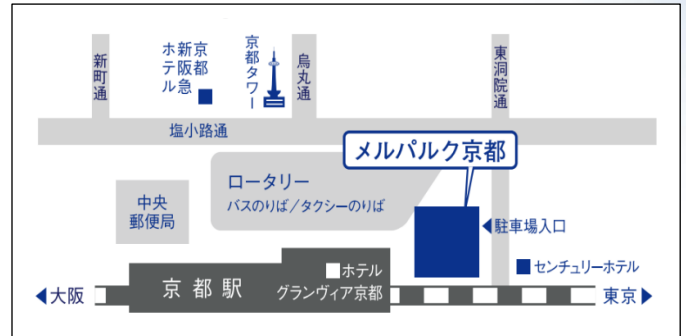 新町通
京都
新阪急
ホテル
京都タワー
烏丸通
東洞院通
塩小路通
メルパルク京都
ロータリー
バスのりば/タクシーのりば
中央
郵便局
◀駐車場入口
センチュリーホテル
ホテル
グランヴィア京都
京都駅
◀大阪
東京▶